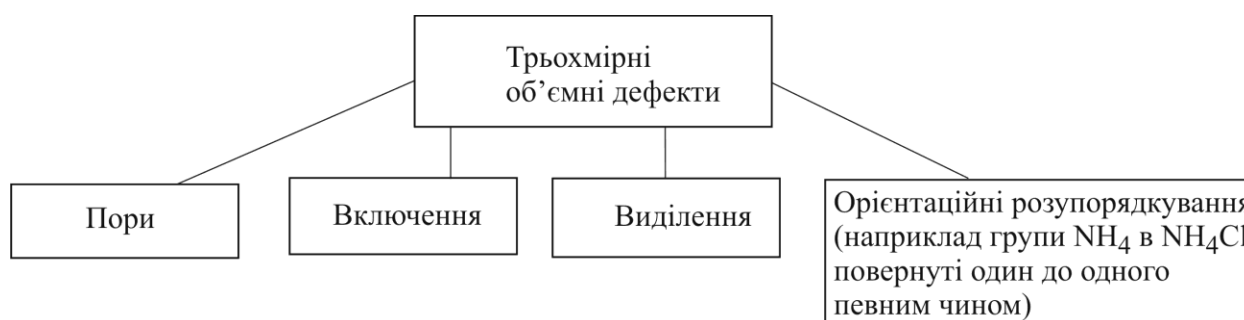 Трьохмірні
об’ємні дефекти
Пори
Включення
Виділення
Орієнтаційні розупорядкування
(наприклад групи NH₄ в NH₄Cl
повернуті один до одного
певним чином)